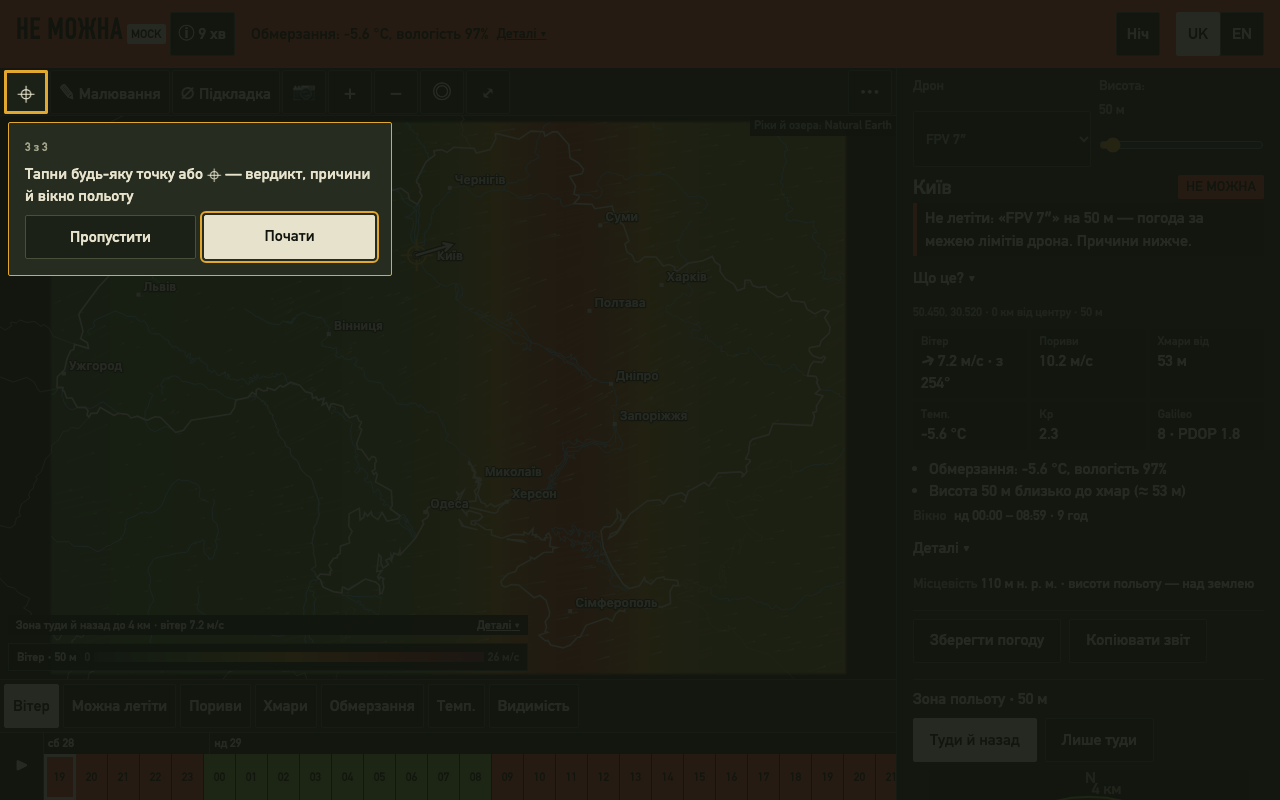 НЕ МОЖНА МОСК 9 хв Обмерзання: -5.6 °C, вологість 97% Деталі ▾ Ніч UK EN
Малювання Підкладка + − •••
3 з 3
Тапни будь-яку точку або ⌖ — вердикт, причини
й вікно польоту
Пропустити Почати
Ріки й озера: Natural Earth
Чернігів
Суми
Київ
Львів
Харків
Полтава
Вінниця
Ужгород
Дніпро
Запоріжжя
Миколаїв
Херсон
Одеса
Сімферополь
Зона туди й назад до 4 км · вітер 7.2 м/с Деталі ▾
Вітер · 50 м 0 26 м/с
Вітер Можна летіти Пориви Хмари Обмерзання Темп. Видимість
сб 28 нд 29
19 20 21 22 23 00 01 02 03 04 05 06 07 08 09 10 11 12 13 14 15 16 17 18 19 20 21
Дрон Висота:
50 м
FPV 7″
Київ НЕ МОЖНА
Не летіти: «FPV 7″» на 50 м — погода за
межею лімітів дрона. Причини нижче.
Що це? ▾
50.450, 30.520 · 0 км від центру · 50 м
Вітер Пориви Хмари від
7.2 м/с · з 10.2 м/с 53 м
254°
Темп. Kp Galileo
-5.6 °C 2.3 8 · PDOP 1.8
• Обмерзання: -5.6 °C, вологість 97%
• Висота 50 м близько до хмар (≈ 53 м)
Вікно нд 00:00 – 08:59 · 9 год
Деталі ▾
Місцевість 110 м н. р. м. · висоти польоту — над землею
Зберегти погоду Копіювати звіт
Зона польоту · 50 м
Туди й назад Лише туди
N
4 км